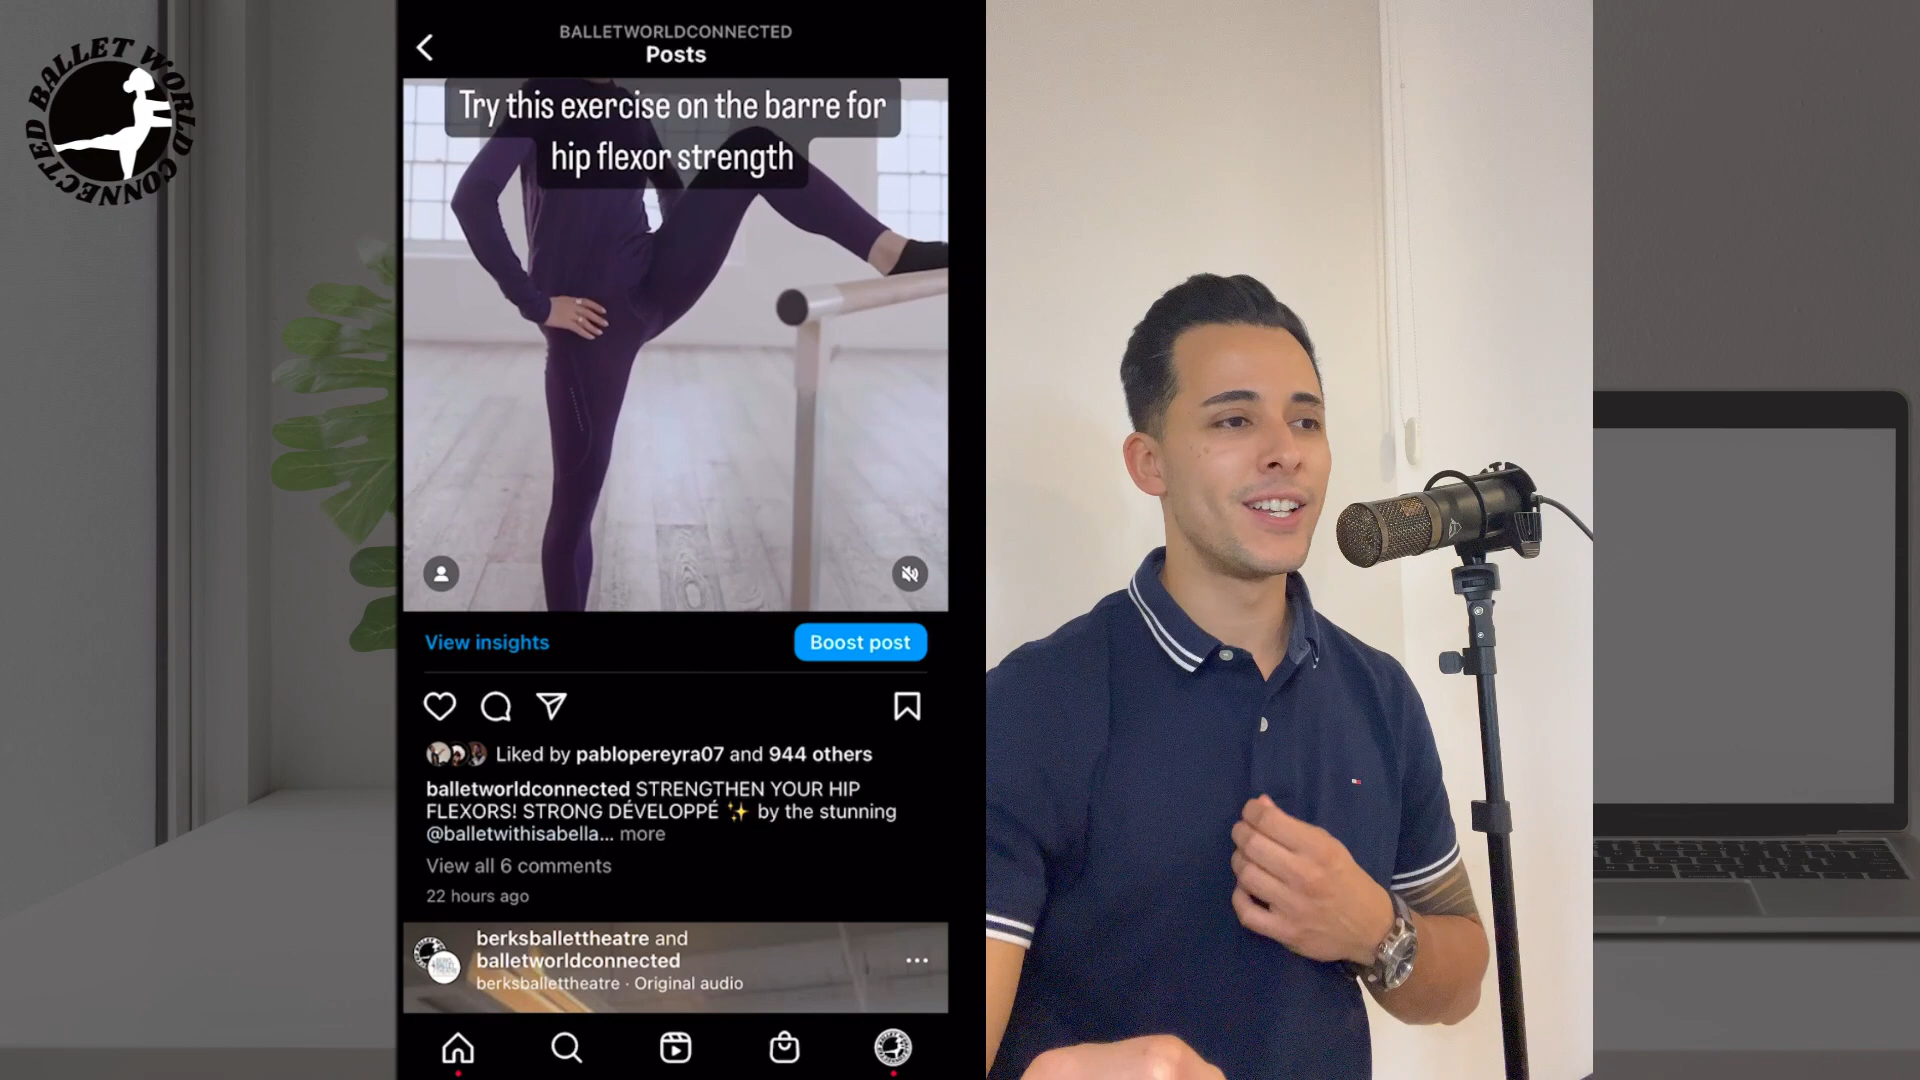 BALLET WORLD CONNECTED
BALLETWORLDCONNECTED
Posts
Try this exercise on the barre for
hip flexor strength
View insights
Boost post
Liked by pablopereyra07 and 944 others
balletworldconnected STRENGTHEN YOUR HIP
FLEXORS! STRONG DÉVELOPPÉ ✨ by the stunning
@balletwithisabella... more
View all 6 comments
22 hours ago
berksballettheatre and
balletworldconnected
berksballettheatre · Original audio